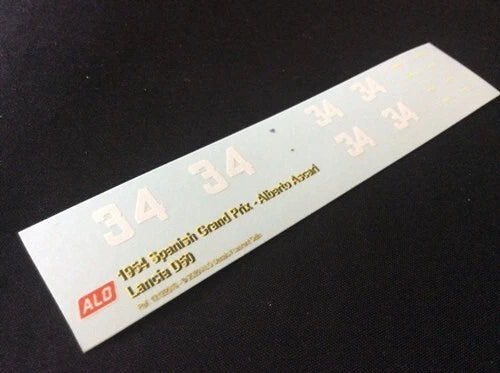 34 34 34 34
34 34
1954 Spanish Grand Prix - Alberto Ascari
Lancia D50
ALD